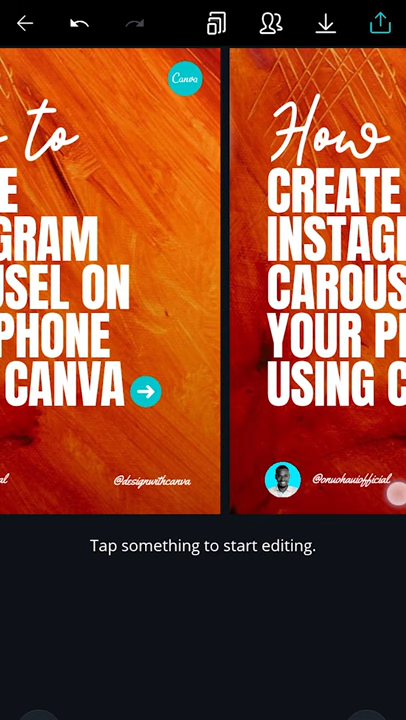 Canva
to
E
GRAM
USEL ON
PHONE
CANVA
al
@designwithcanva
How
CREATE
INSTAG
CAROUS
YOUR P
USING C
@onuohauiofficial
Tap something to start editing.